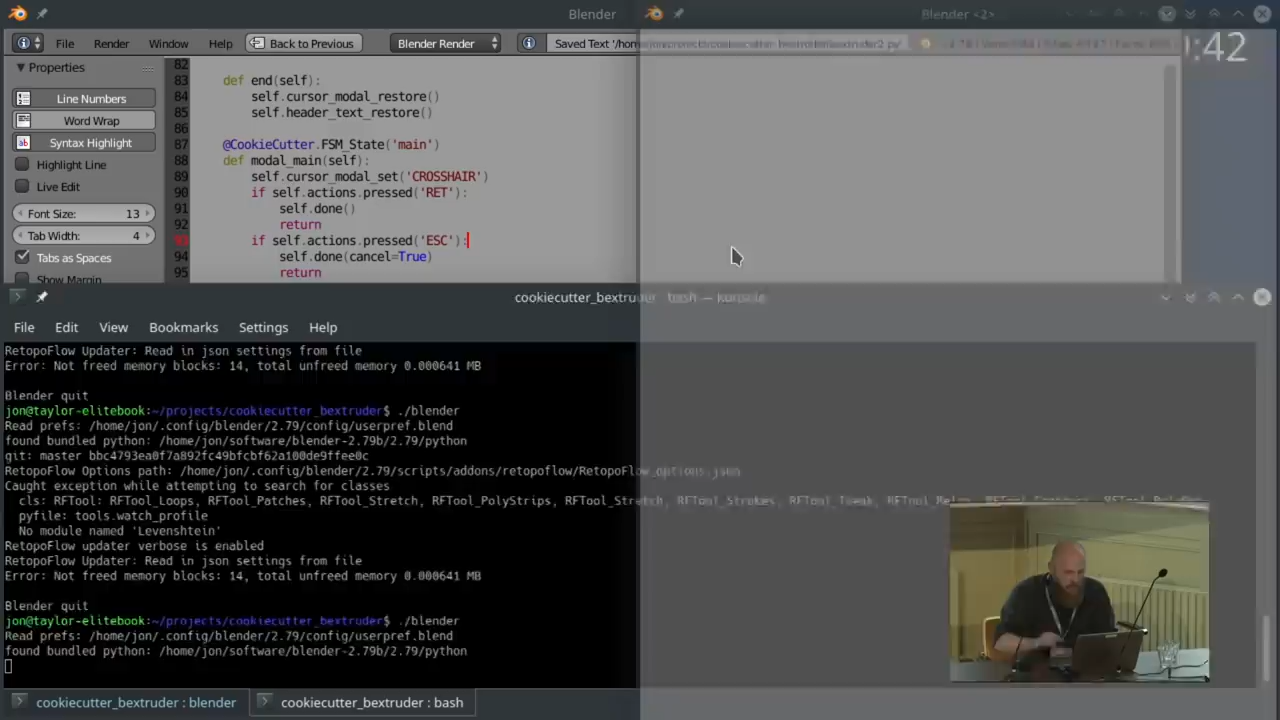 Blender
Blender <2>
File Render Window Help Back to Previous Blender Render Saved Text '/hom
:42
Properties
Line Numbers
Word Wrap
Syntax Highlight
Highlight Line
Live Edit
Font Size: 13
Tab Width: 4
Tabs as Spaces
Show Margin
82
83 def end(self):
84 self.cursor_modal_restore()
85 self.header_text_restore()
86
87 @CookieCutter.FSM_State('main')
88 def modal_main(self):
89 self.cursor_modal_set('CROSSHAIR')
90 if self.actions.pressed('RET'):
91 self.done()
92 return
93 if self.actions.pressed('ESC'):
94 self.done(cancel=True)
95 return
cookiecutter_bextruder bash — konsole
File Edit View Bookmarks Settings Help
RetopoFlow Updater: Read in json settings from file
Error: Not freed memory blocks: 14, total unfreed memory 0.000641 MB
Blender quit
jon@taylor-elitebook:~/projects/cookiecutter_bextruder$ ./blender
Read prefs: /home/jon/.config/blender/2.79/config/userpref.blend
found bundled python: /home/jon/software/blender-2.79b/2.79/python
git: master bbc4793ea0f7a892fc49bfcbf62a100de9ffee0c
RetopoFlow Options path: /home/jon/.config/blender/2.79/scripts/addons/retopoflow/RetopoFlow_options.json
Caught exception while attempting to search for classes
cls: RFTool: RFTool_Loops, RFTool_Patches, RFTool_Stretch, RFTool_PolyStrips, RFTool_Stretch, RFTool_Strokes, RFTool_Tweak, RFTool_Relax, RFTool_Contours,
pyfile: tools.watch_profile
No module named 'Levenshtein'
RetopoFlow updater verbose is enabled
RetopoFlow Updater: Read in json settings from file
Error: Not freed memory blocks: 14, total unfreed memory 0.000641 MB
Blender quit
jon@taylor-elitebook:~/projects/cookiecutter_bextruder$ ./blender
Read prefs: /home/jon/.config/blender/2.79/config/userpref.blend
found bundled python: /home/jon/software/blender-2.79b/2.79/python
cookiecutter_bextruder : blender
cookiecutter_bextruder : bash